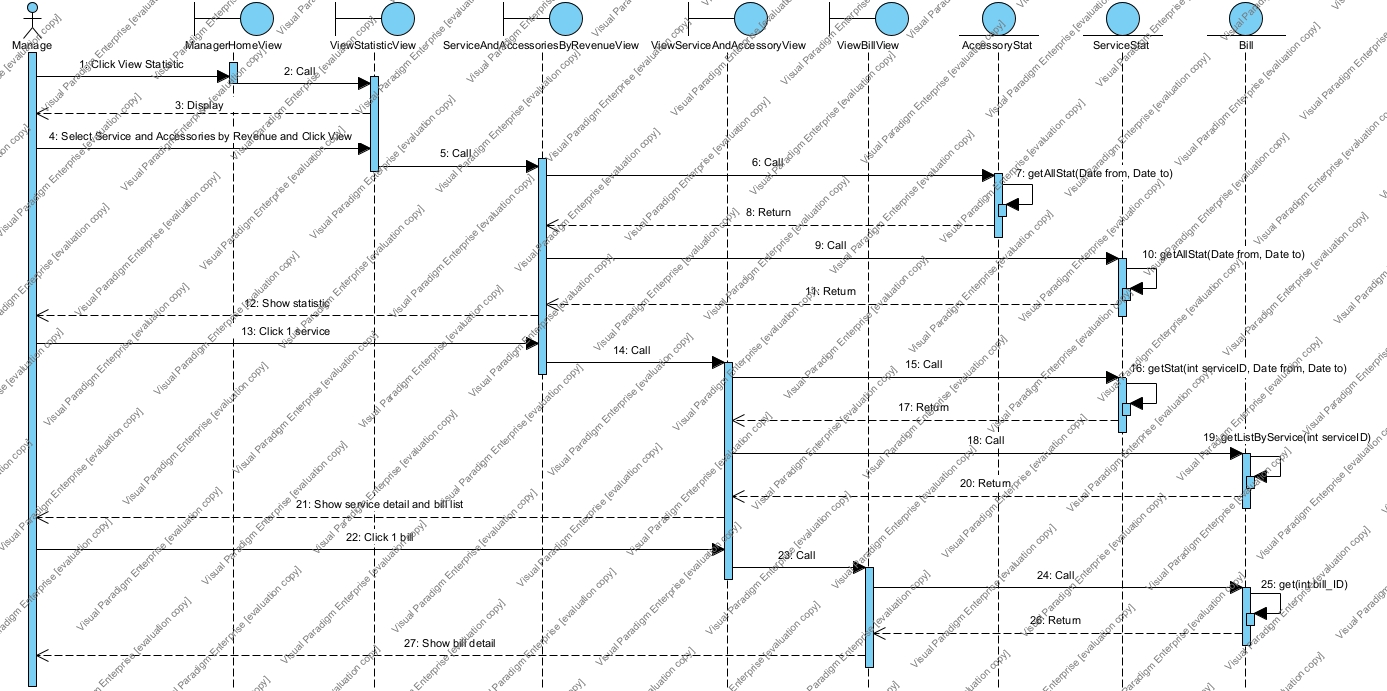 Manage
ManagerHomeView
ViewStatisticView
ServiceAndAccessoriesByRevenueView
ViewServiceAndAccessoryView
ViewBillView
AccessoryStat
ServiceStat
Bill
1: Click View Statistic
2: Call
3: Display
4: Select Service and Accessories by Revenue and Click View
5: Call
6: Call
7: getAllStat(Date from, Date to)
8: Return
9: Call
10: getAllStat(Date from, Date to)
11: Return
12: Show statistic
13: Click 1 service
14: Call
15: Call
16: getStat(int serviceID, Date from, Date to)
17: Return
18: Call
19: getListByService(int serviceID)
20: Return
21: Show service detail and bill list
22: Click 1 bill
23: Call
24: Call
25: get(int bill_ID)
26: Return
27: Show bill detail
Visual Paradigm Enterprise [evaluation copy]